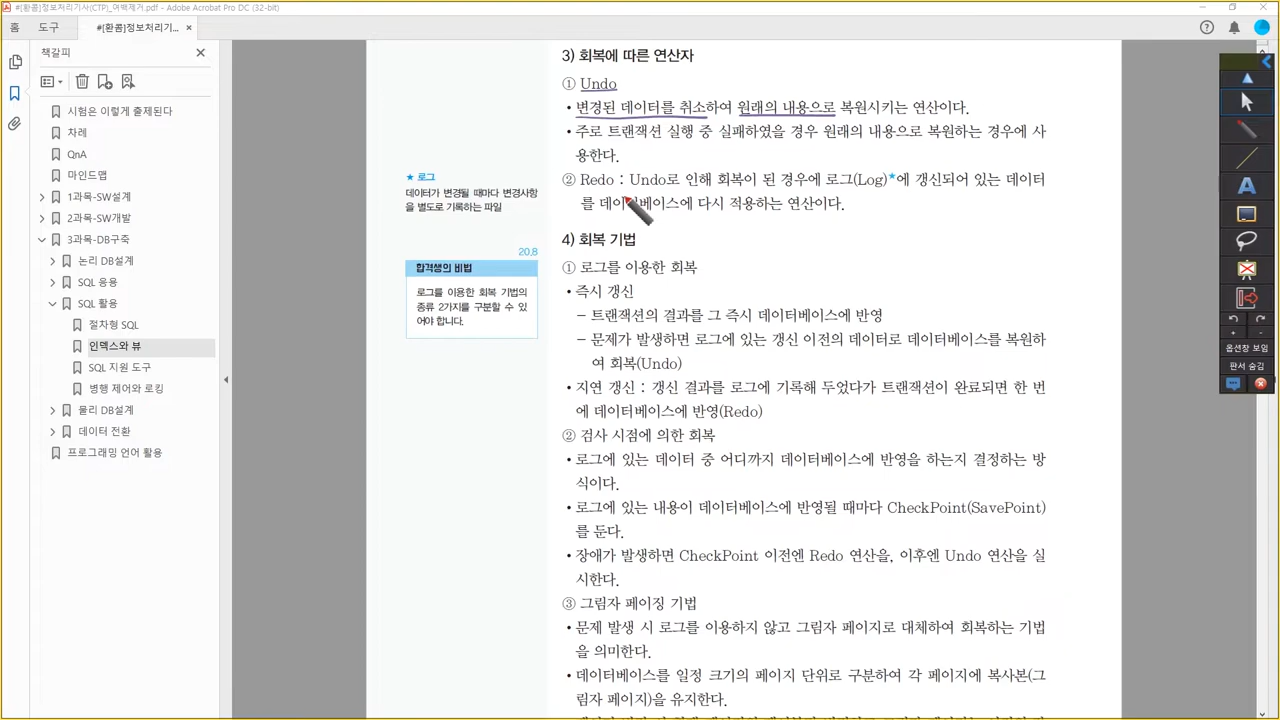 #[환콤]정보처리기사(CTP)_여백제거.pdf - Adobe Acrobat Pro DC (32-bit)
홈
도구
#[환콤]정보처리기...
책갈피
시험은 이렇게 출제된다
차례
QnA
마인드맵
1과목-SW설계
2과목-SW개발
3과목-DB구축
논리 DB설계
SQL 응용
SQL 활용
절차형 SQL
인덱스와 뷰
SQL 지원 도구
병행 제어와 로킹
물리 DB설계
데이터 전환
프로그래밍 언어 활용
★ 로그
데이터가 변경될 때마다 변경사항
을 별도로 기록하는 파일
20.8
합격생의 비법
로그를 이용한 회복 기법의
종류 2가지를 구분할 수 있
어야 합니다.
3) 회복에 따른 연산자
① Undo
• 변경된 데이터를 취소하여 원래의 내용으로 복원시키는 연산이다.
• 주로 트랜잭션 실행 중 실패하였을 경우 원래의 내용으로 복원하는 경우에 사
용한다.
② Redo : Undo로 인해 회복이 된 경우에 로그(Log)★에 갱신되어 있는 데이터
를 데이터베이스에 다시 적용하는 연산이다.
4) 회복 기법
① 로그를 이용한 회복
• 즉시 갱신
– 트랜잭션의 결과를 그 즉시 데이터베이스에 반영
– 문제가 발생하면 로그에 있는 갱신 이전의 데이터로 데이터베이스를 복원하
여 회복(Undo)
• 지연 갱신 : 갱신 결과를 로그에 기록해 두었다가 트랜잭션이 완료되면 한 번
에 데이터베이스에 반영(Redo)
② 검사 시점에 의한 회복
• 로그에 있는 데이터 중 어디까지 데이터베이스에 반영을 하는지 결정하는 방
식이다.
• 로그에 있는 내용이 데이터베이스에 반영될 때마다 CheckPoint(SavePoint)
를 둔다.
• 장애가 발생하면 CheckPoint 이전엔 Redo 연산을, 이후엔 Undo 연산을 실
시한다.
③ 그림자 페이징 기법
• 문제 발생 시 로그를 이용하지 않고 그림자 페이지로 대체하여 회복하는 기법
을 의미한다.
• 데이터베이스를 일정 크기의 페이지 단위로 구분하여 각 페이지에 복사본(그
림자 페이지)을 유지한다.
옵션창 보임
판서 숨김